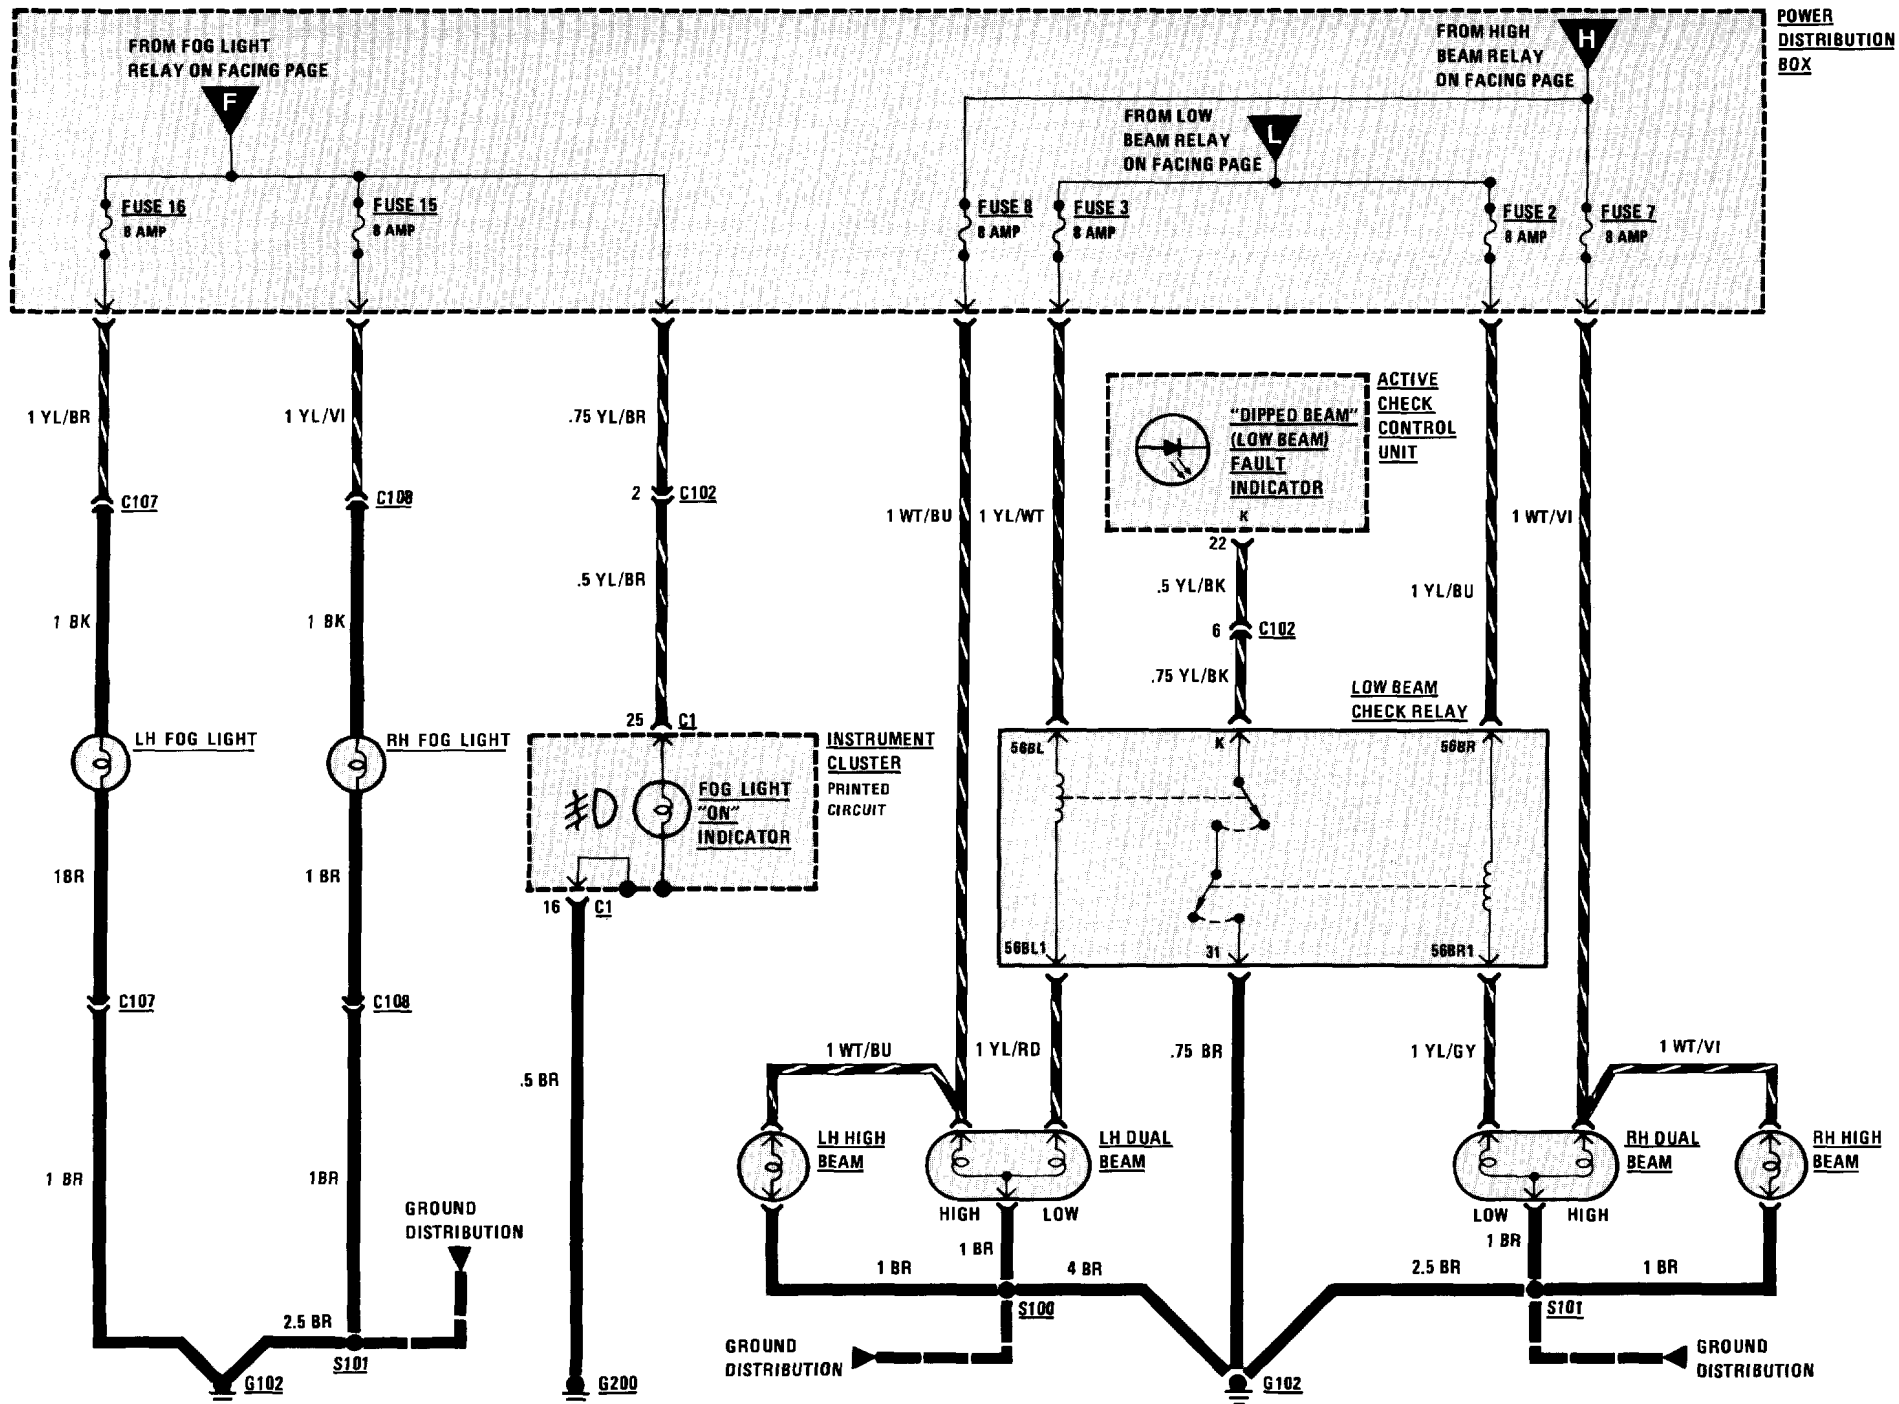 POWER
DISTRIBUTION
BOX
FROM FOG LIGHT
RELAY ON FACING PAGE
F
FROM HIGH
BEAM RELAY
ON FACING PAGE
H
FROM LOW
BEAM RELAY
ON FACING PAGE
L
FUSE 16
8 AMP
FUSE 15
8 AMP
FUSE 8
8 AMP
FUSE 3
8 AMP
FUSE 2
8 AMP
FUSE 7
8 AMP
1 YL/BR
1 YL/VI
.75 YL/BR
ACTIVE
CHECK
CONTROL
UNIT
"DIPPED BEAM"
(LOW BEAM)
FAULT
INDICATOR
K
C107
C108
2
C102
1 WT/BU
1 YL/WT
1 WT/VI
22
.5 YL/BR
.5 YL/BK
1 YL/BU
1 BK
1 BK
6
C102
.75 YL/BK
LOW BEAM
CHECK RELAY
25
C1
LH FOG LIGHT
RH FOG LIGHT
INSTRUMENT
CLUSTER
PRINTED
CIRCUIT
FOG LIGHT
"ON"
INDICATOR
56BL
K
56BR
1BR
1 BR
16
C1
56BL1
31
56BR1
C107
C108
.5 BR
1 WT/BU
1 YL/RD
.75 BR
1 YL/GY
1 WT/VI
LH HIGH
BEAM
LH DUAL
BEAM
RH DUAL
BEAM
RH HIGH
BEAM
1 BR
1BR
GROUND
DISTRIBUTION
HIGH
LOW
LOW
HIGH
1 BR
1 BR
1 BR
4 BR
2.5 BR
1 BR
S100
S101
2.5 BR
S101
GROUND
DISTRIBUTION
GROUND
DISTRIBUTION
G102
G200
G102